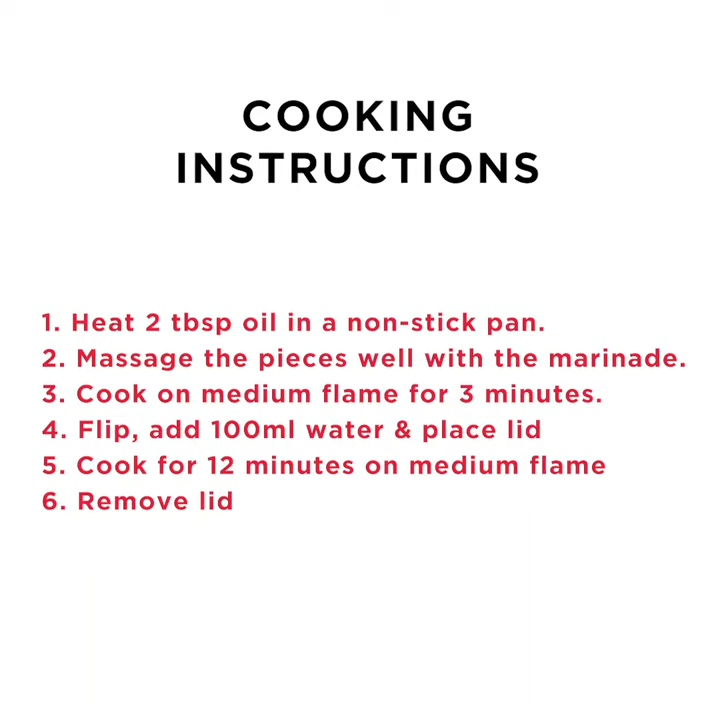 COOKING
INSTRUCTIONS
1. Heat 2 tbsp oil in a non-stick pan.
2. Massage the pieces well with the marinade.
3. Cook on medium flame for 3 minutes.
4. Flip, add 100ml water & place lid
5. Cook for 12 minutes on medium flame
6. Remove lid